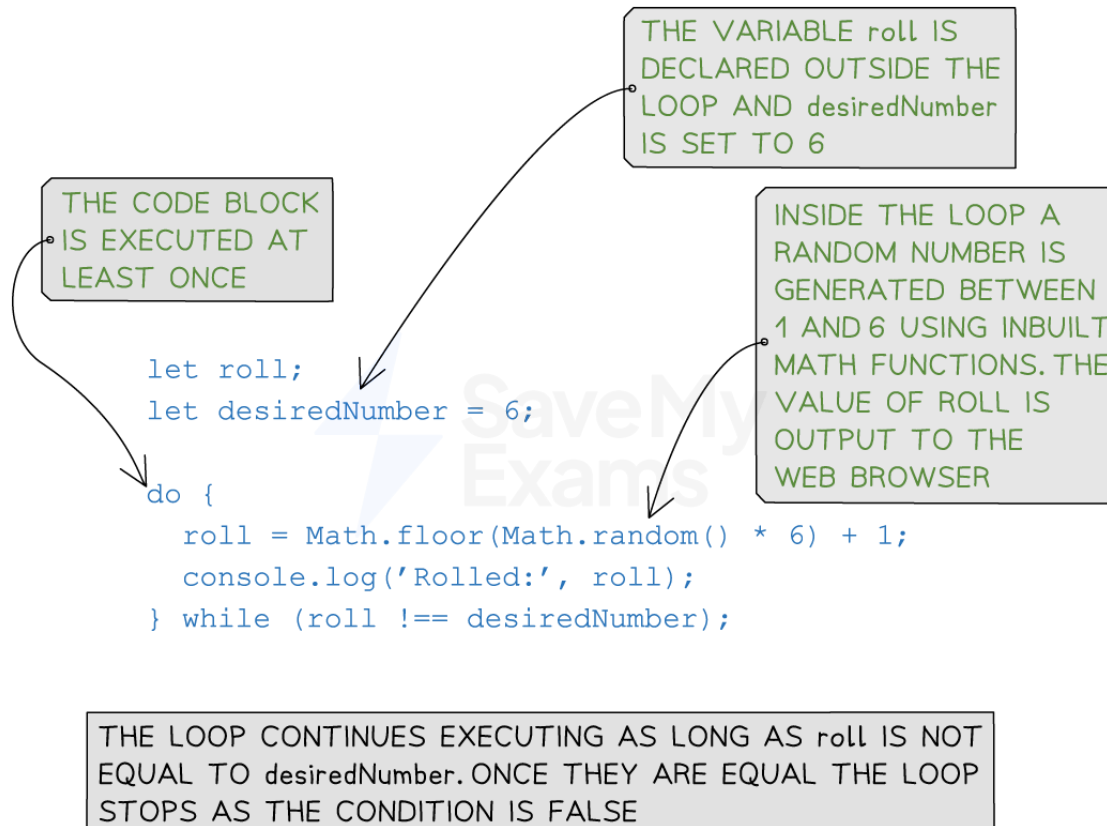 THE VARIABLE roll IS
DECLARED OUTSIDE THE
LOOP AND desiredNumber
IS SET TO 6
THE CODE BLOCK
IS EXECUTED AT
LEAST ONCE
INSIDE THE LOOP A
RANDOM NUMBER IS
GENERATED BETWEEN
1 AND 6 USING INBUILT
MATH FUNCTIONS. THE
VALUE OF ROLL IS
OUTPUT TO THE
WEB BROWSER
let roll;
let desiredNumber = 6;
SaveMy
Exams
do {
roll = Math.floor(Math.random() * 6) + 1;
console.log('Rolled:', roll);
} while (roll !== desiredNumber);
THE LOOP CONTINUES EXECUTING AS LONG AS roll IS NOT
EQUAL TO desiredNumber. ONCE THEY ARE EQUAL THE LOOP
STOPS AS THE CONDITION IS FALSE